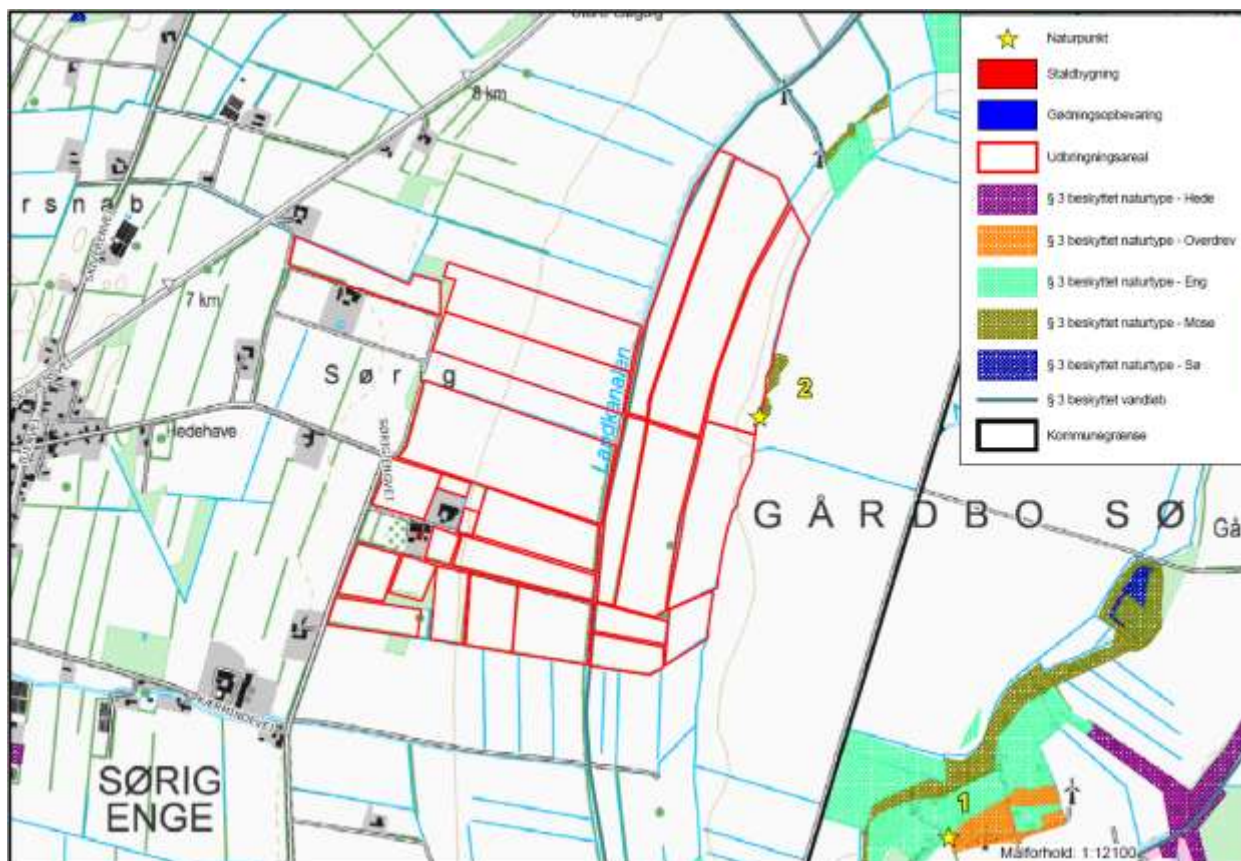 8 km
r s n a b
SKIVERENVEJ
7 km
S ø r i g
Landkanalen
2
Hedehave
G Å R D B O S Ø
Gå
SØRIG
ENGE
1
Målforhold: 1:12100
Naturpunkt
Staldbygning
Gødningsopbevaring
Udbringningsareal
§ 3 beskyttet naturtype - Hede
§ 3 beskyttet naturtype - Overdrev
§ 3 beskyttet naturtype - Eng
§ 3 beskyttet naturtype - Mose
§ 3 beskyttet naturtype - Sø
§ 3 beskyttet vandløb
Kommunegrænse